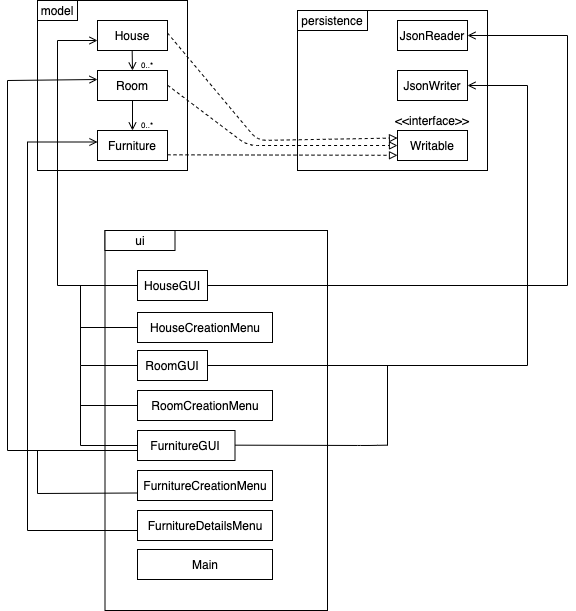 model
House
0..*
Room
0..*
Furniture
persistence
JsonReader
JsonWriter
<<interface>>
Writable
ui
HouseGUI
HouseCreationMenu
RoomGUI
RoomCreationMenu
FurnitureGUI
FurnitureCreationMenu
FurnitureDetailsMenu
Main